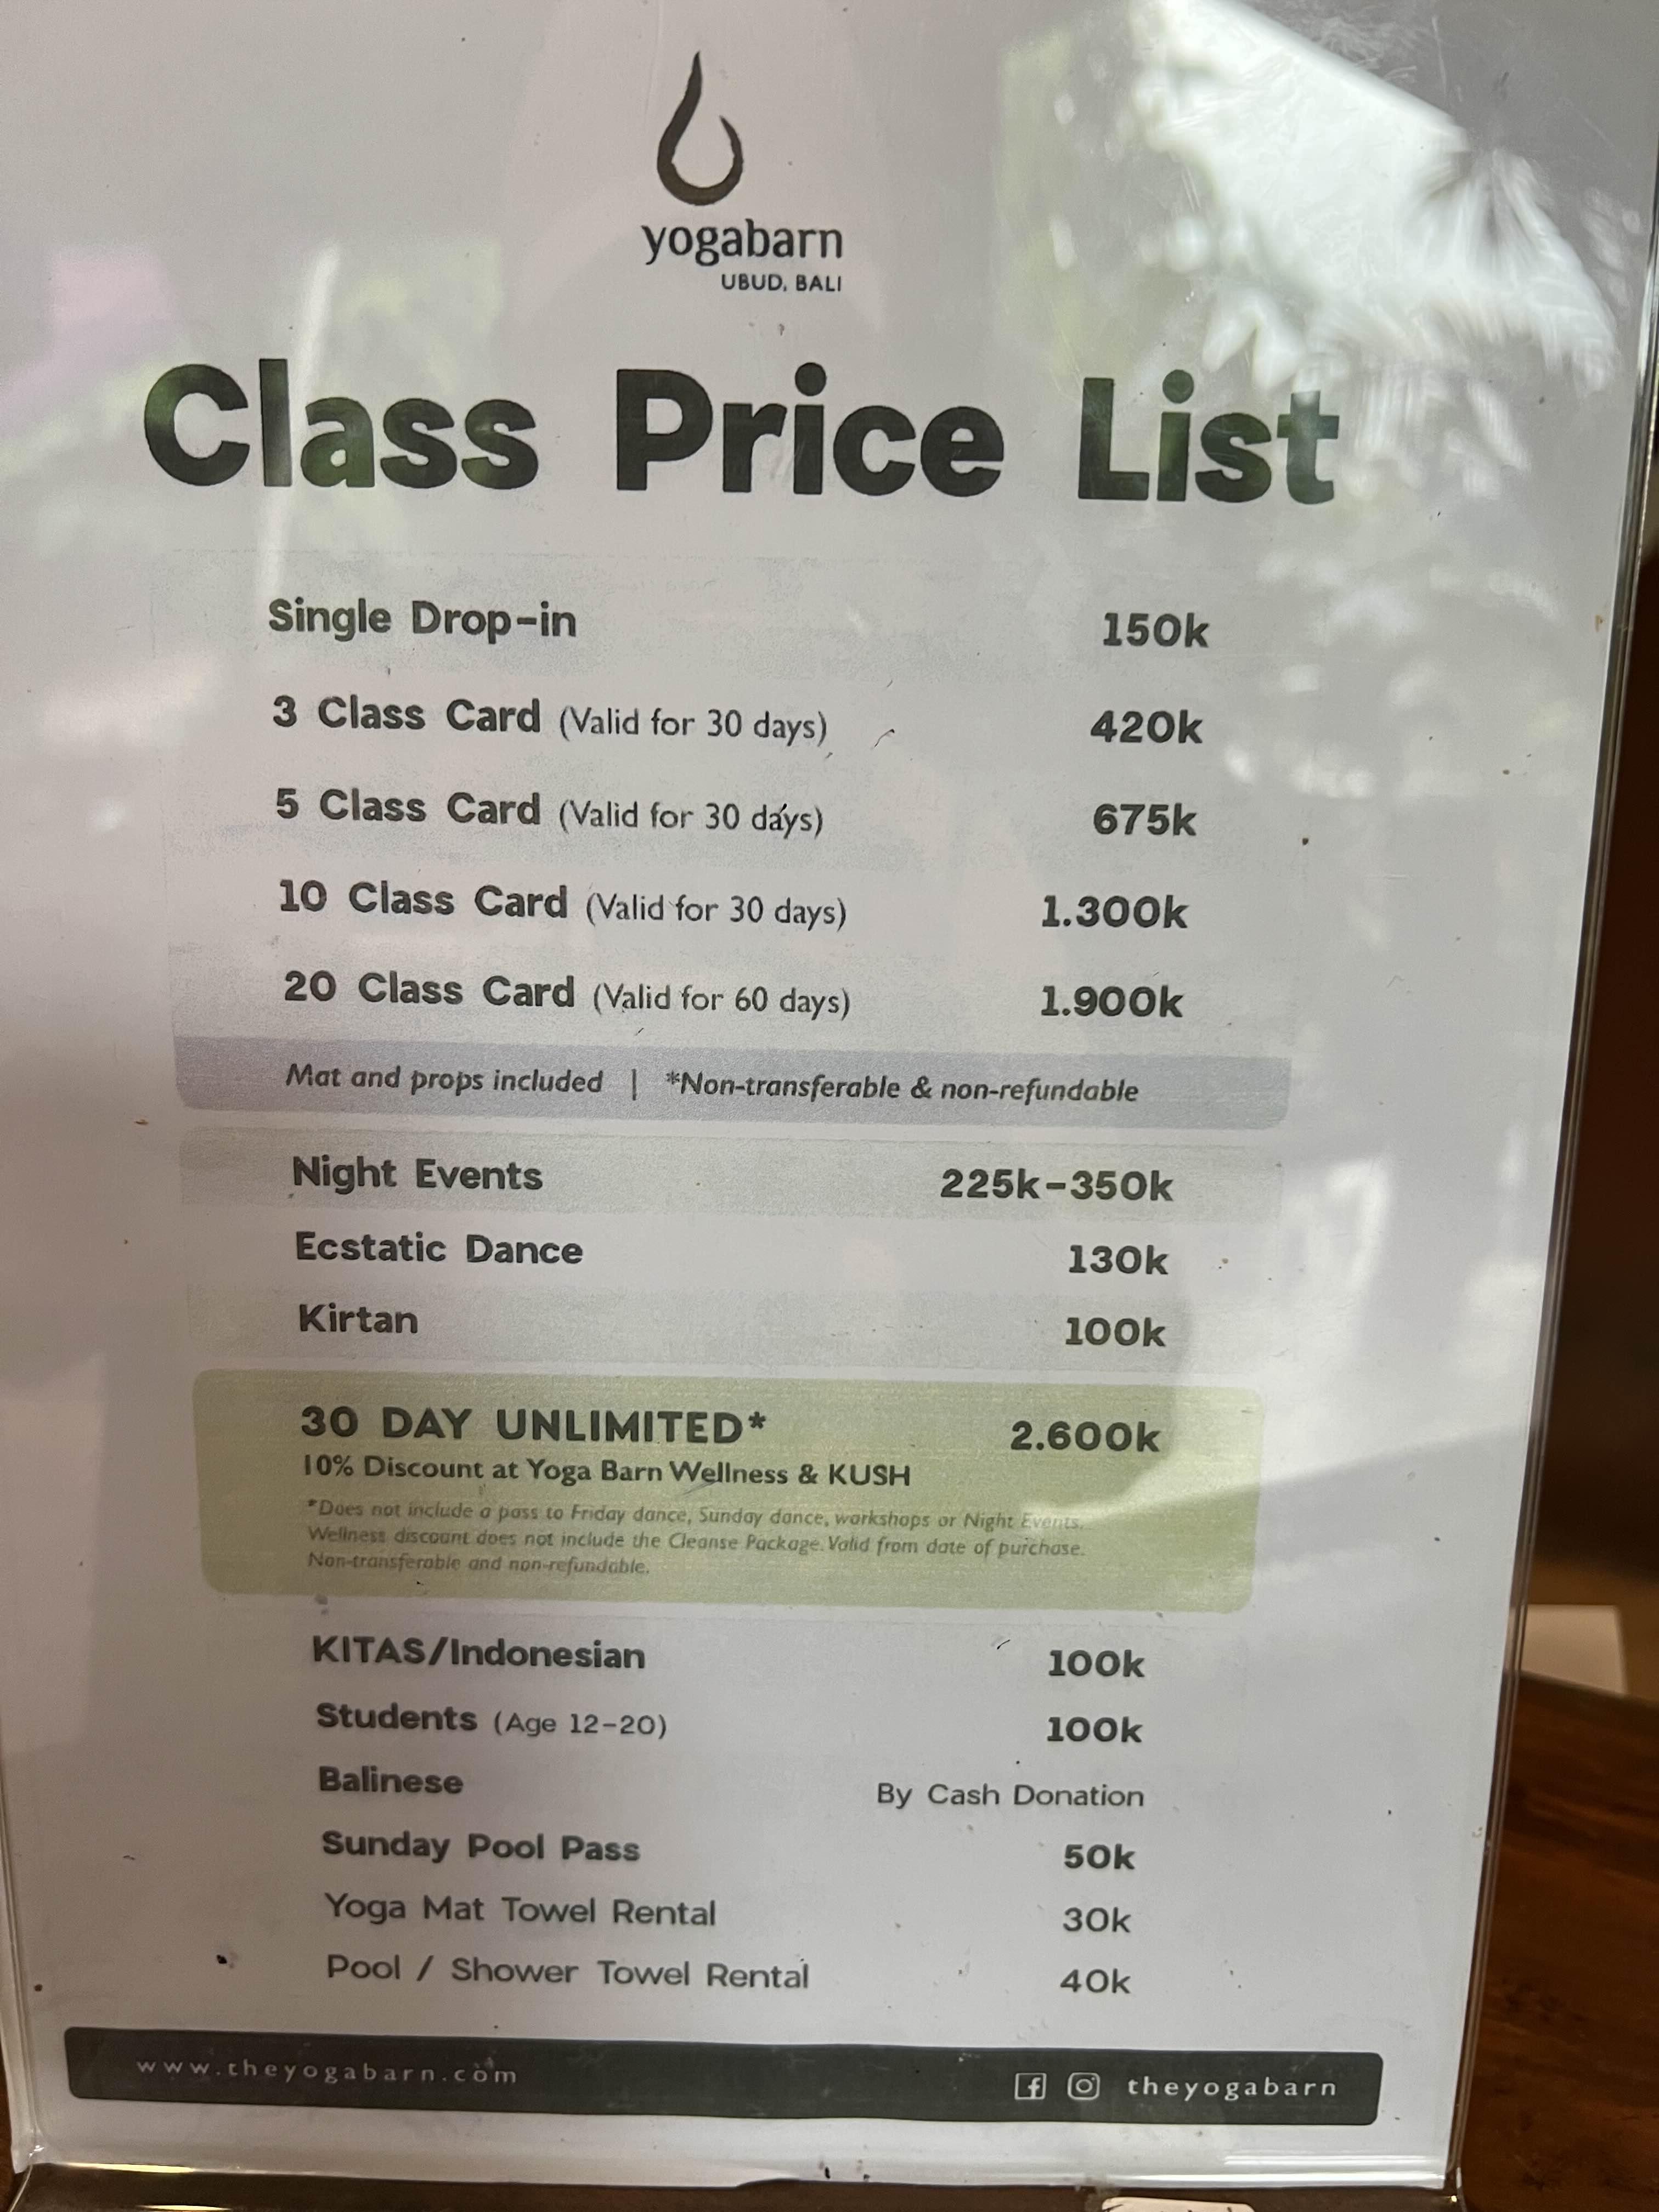 yogabarn
UBUD, BALI
Class Price List
Single Drop-in 150k
3 Class Card (Valid for 30 days) 420k
5 Class Card (Valid for 30 days) 675k
10 Class Card (Valid for 30 days) 1.300k
20 Class Card (Valid for 60 days) 1.900k
Mat and props included | *Non-transferable & non-refundable
Night Events 225k-350k
Ecstatic Dance 130k
Kirtan 100k
30 DAY UNLIMITED* 2.600k
10% Discount at Yoga Barn Wellness & KUSH
*Does not include a pass to Friday dance, Sunday dance, workshops or Night Events.
Wellness discount does not include the Cleanse Package. Valid from date of purchase.
Non-transferable and non-refundable.
KITAS/Indonesian 100k
Students (Age 12-20) 100k
Balinese By Cash Donation
Sunday Pool Pass 50k
Yoga Mat Towel Rental 30k
Pool / Shower Towel Rental 40k
www.theyogabarn.com theyogabarn